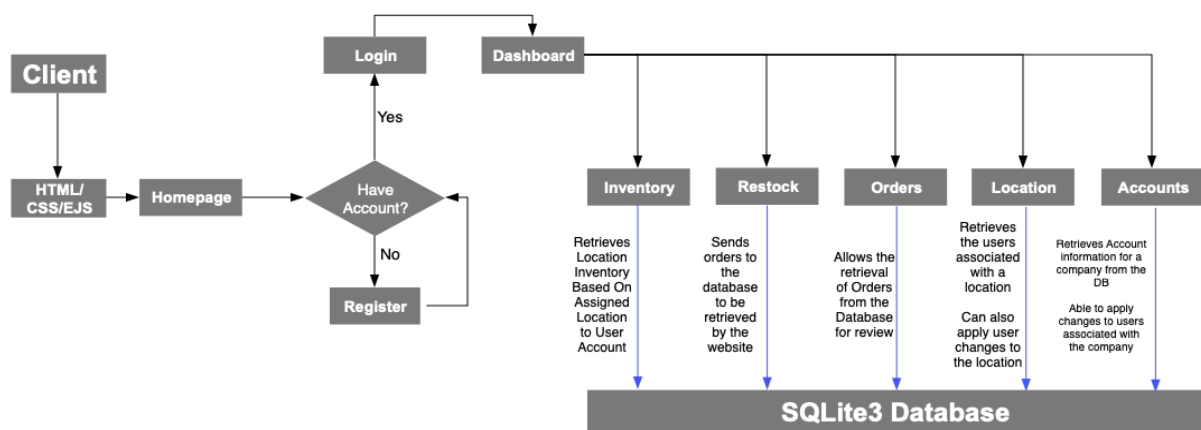 Client
HTML/
CSS/EJS
Homepage
Have
Account?
Yes
Login
No
Register
Dashboard
Inventory
Retrieves
Location
Inventory
Based On
Assigned
Location
to User
Account
Restock
Sends
orders to
the
database
to be
retrieved
by the
website
Orders
Allows the
retrieval
of Orders
from the
Database
for review
Location
Retrieves
the users
associated
with a
location
Can also
apply user
changes to
the location
Accounts
Retrieves Account
information for a
company from the
DB
Able to apply
changes to users
associated with
the company
SQLite3 Database